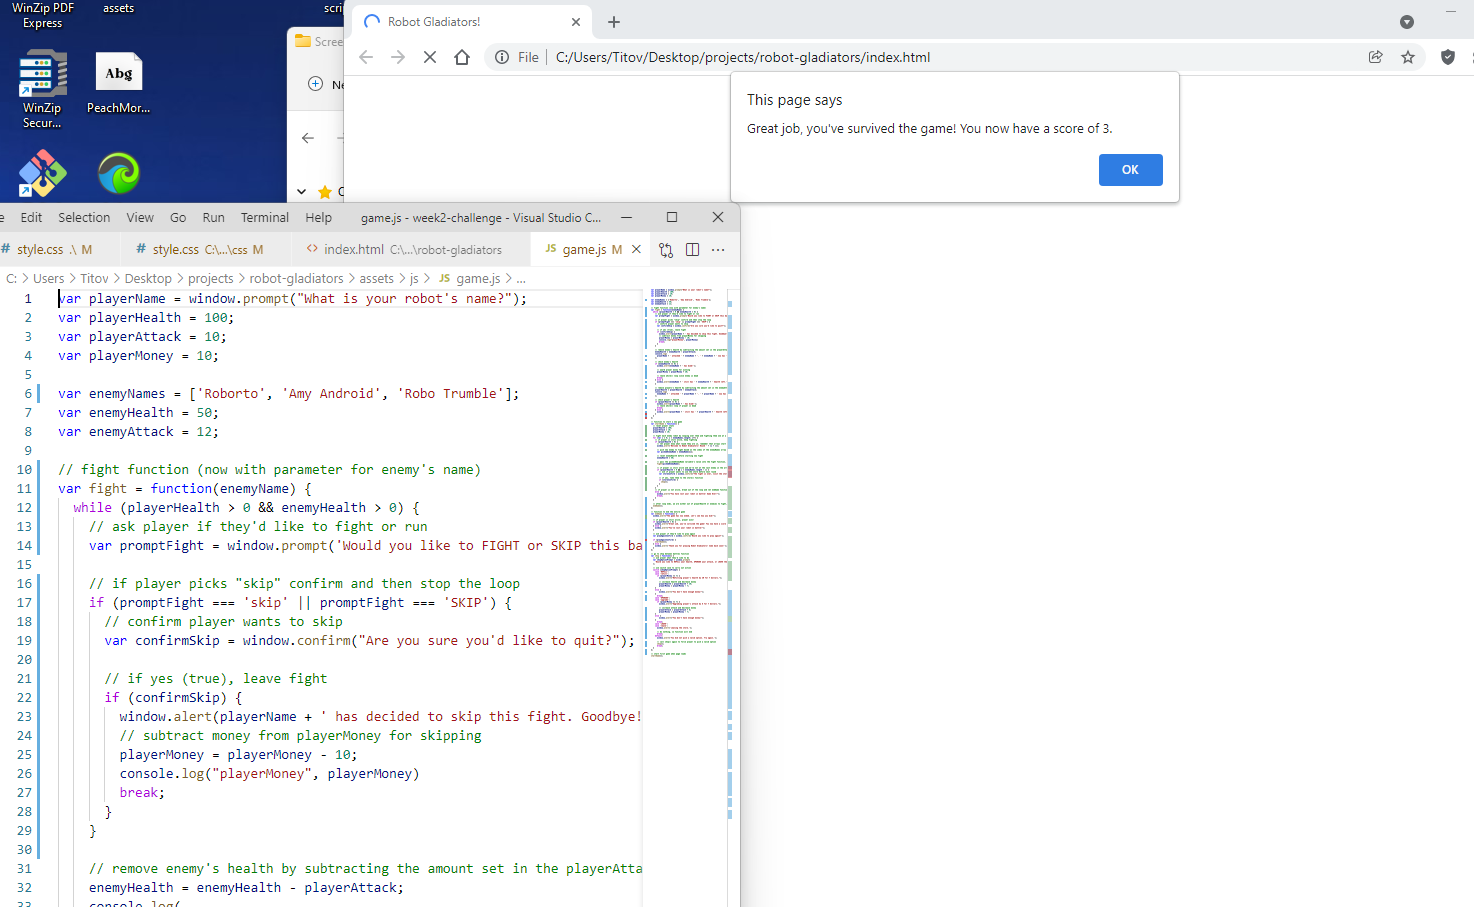 WinZip PDF
Express
assets
scrip
WinZip
Secur...
Abg
PeachMor...
Scree
Ne
Robot Gladiators!
File
C:/Users/Titov/Desktop/projects/robot-gladiators/index.html
This page says
Great job, you've survived the game! You now have a score of 3.
OK
e Edit Selection View Go Run Terminal Help game.js - week2-challenge - Visual Studio C...
# style.css .\ M # style.css C:\...\css M <> index.html C:\...\robot-gladiators JS game.js M
C: > Users > Titov > Desktop > projects > robot-gladiators > assets > js > JS game.js > ...
1 var playerName = window.prompt("What is your robot's name?");
2 var playerHealth = 100;
3 var playerAttack = 10;
4 var playerMoney = 10;
5
6 var enemyNames = ['Roborto', 'Amy Android', 'Robo Trumble'];
7 var enemyHealth = 50;
8 var enemyAttack = 12;
9
10 // fight function (now with parameter for enemy's name)
11 var fight = function(enemyName) {
12 while (playerHealth > 0 && enemyHealth > 0) {
13 // ask player if they'd like to fight or run
14 var promptFight = window.prompt('Would you like to FIGHT or SKIP this ba
15
16 // if player picks "skip" confirm and then stop the loop
17 if (promptFight === 'skip' || promptFight === 'SKIP') {
18 // confirm player wants to skip
19 var confirmSkip = window.confirm("Are you sure you'd like to quit?");
20
21 // if yes (true), leave fight
22 if (confirmSkip) {
23 window.alert(playerName + ' has decided to skip this fight. Goodbye!
24 // subtract money from playerMoney for skipping
25 playerMoney = playerMoney - 10;
26 console.log("playerMoney", playerMoney)
27 break;
28 }
29 }
30
31 // remove enemy's health by subtracting the amount set in the playerAtta
32 enemyHealth = enemyHealth - playerAttack;
33 console.log(